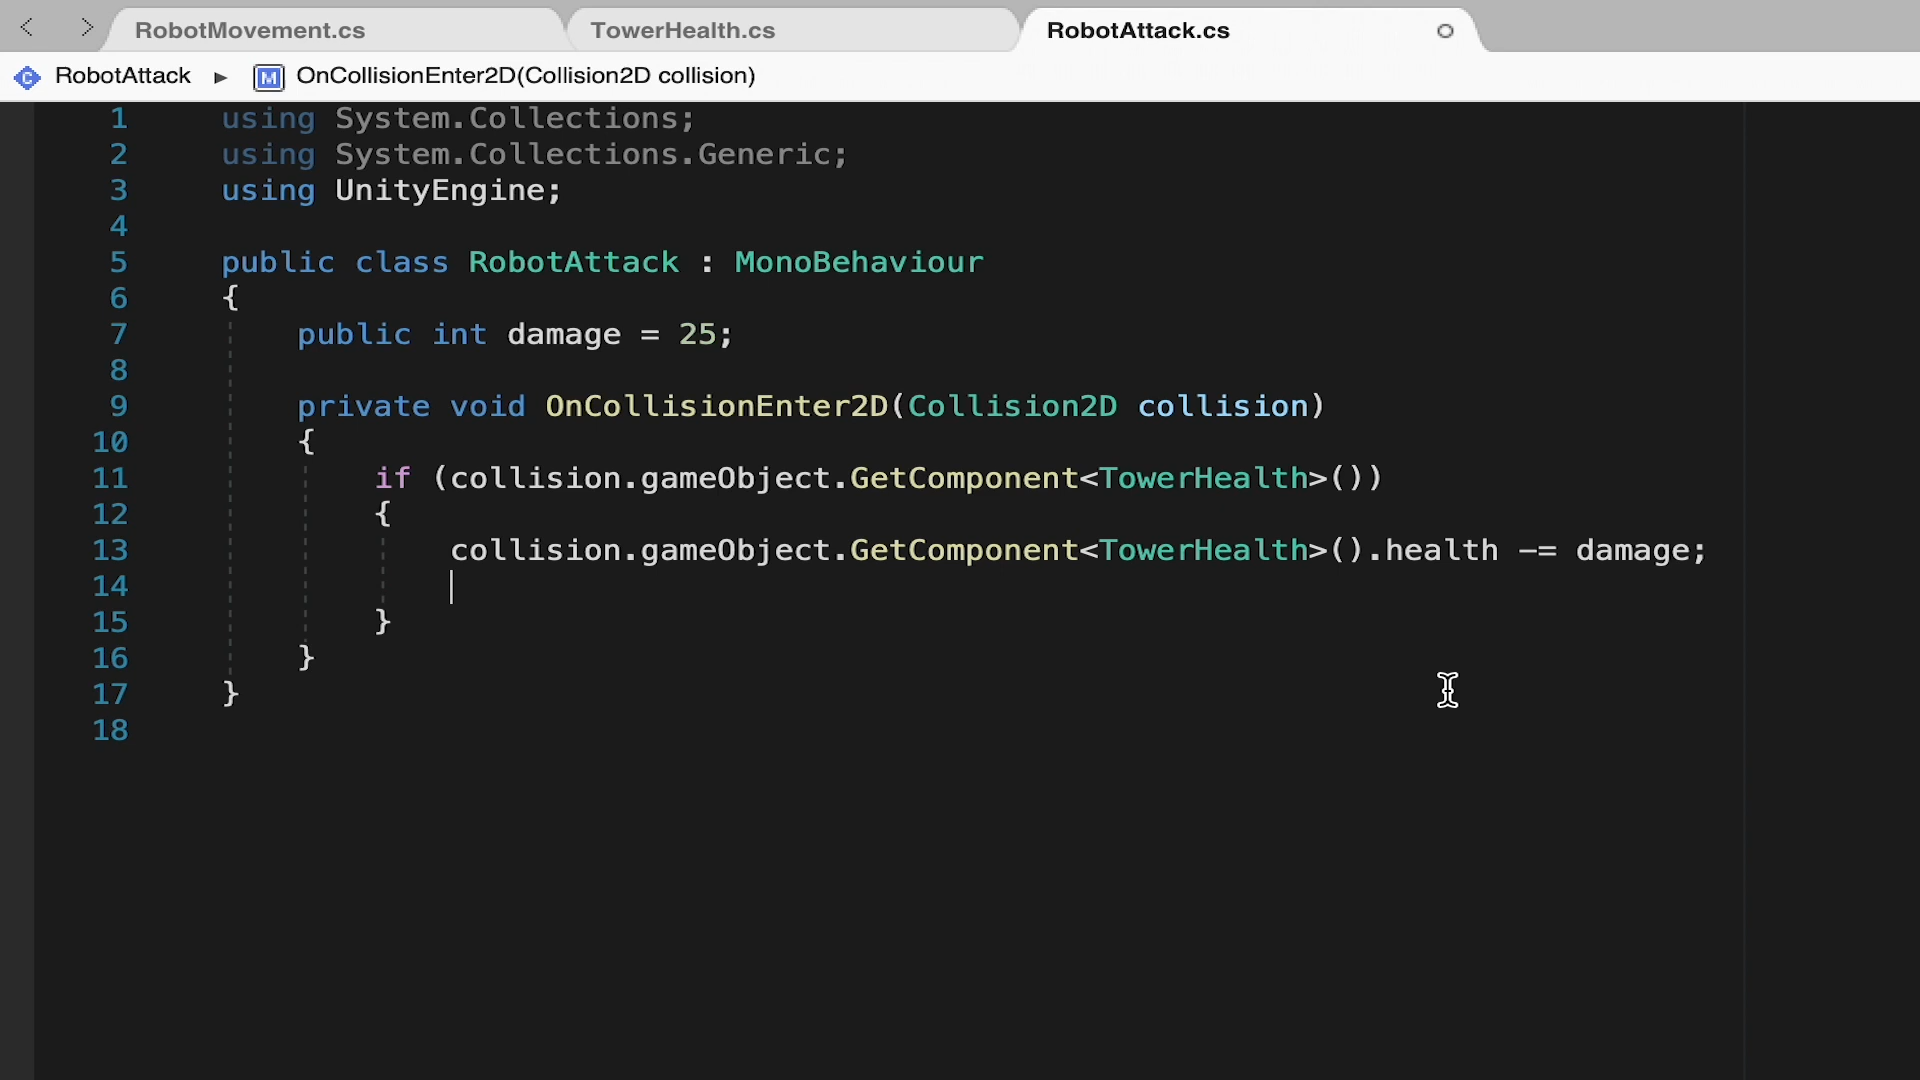 RobotMovement.cs TowerHealth.cs RobotAttack.cs
RobotAttack ▸ M OnCollisionEnter2D(Collision2D collision)
1 using System.Collections;
2 using System.Collections.Generic;
3 using UnityEngine;
4
5 public class RobotAttack : MonoBehaviour
6 {
7 public int damage = 25;
8
9 private void OnCollisionEnter2D(Collision2D collision)
10 {
11 if (collision.gameObject.GetComponent<TowerHealth>())
12 {
13 collision.gameObject.GetComponent<TowerHealth>().health -= damage;
14
15 }
16 }
17 }
18